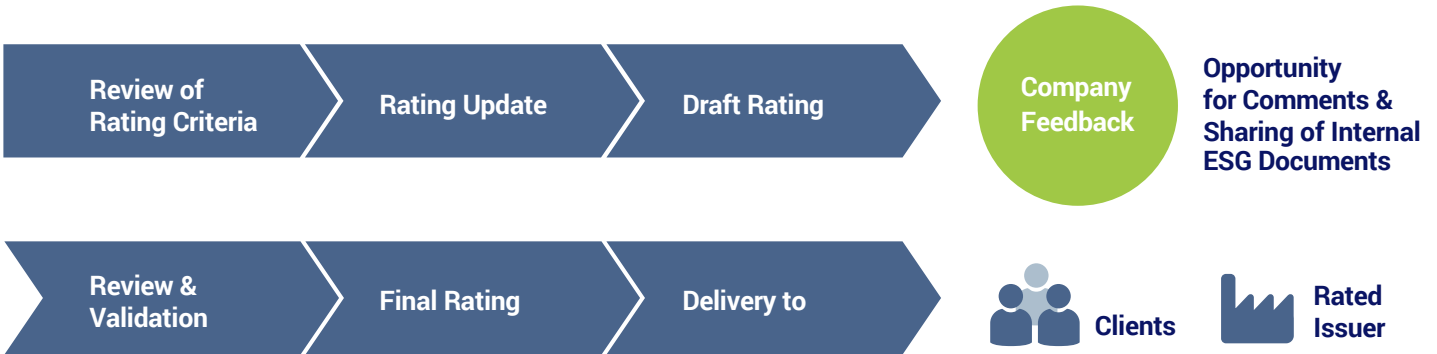 Review of
Rating Criteria
Rating Update
Draft Rating
Company
Feedback
Opportunity
for Comments &
Sharing of Internal
ESG Documents
Review &
Validation
Final Rating
Delivery to
Clients
Rated
Issuer